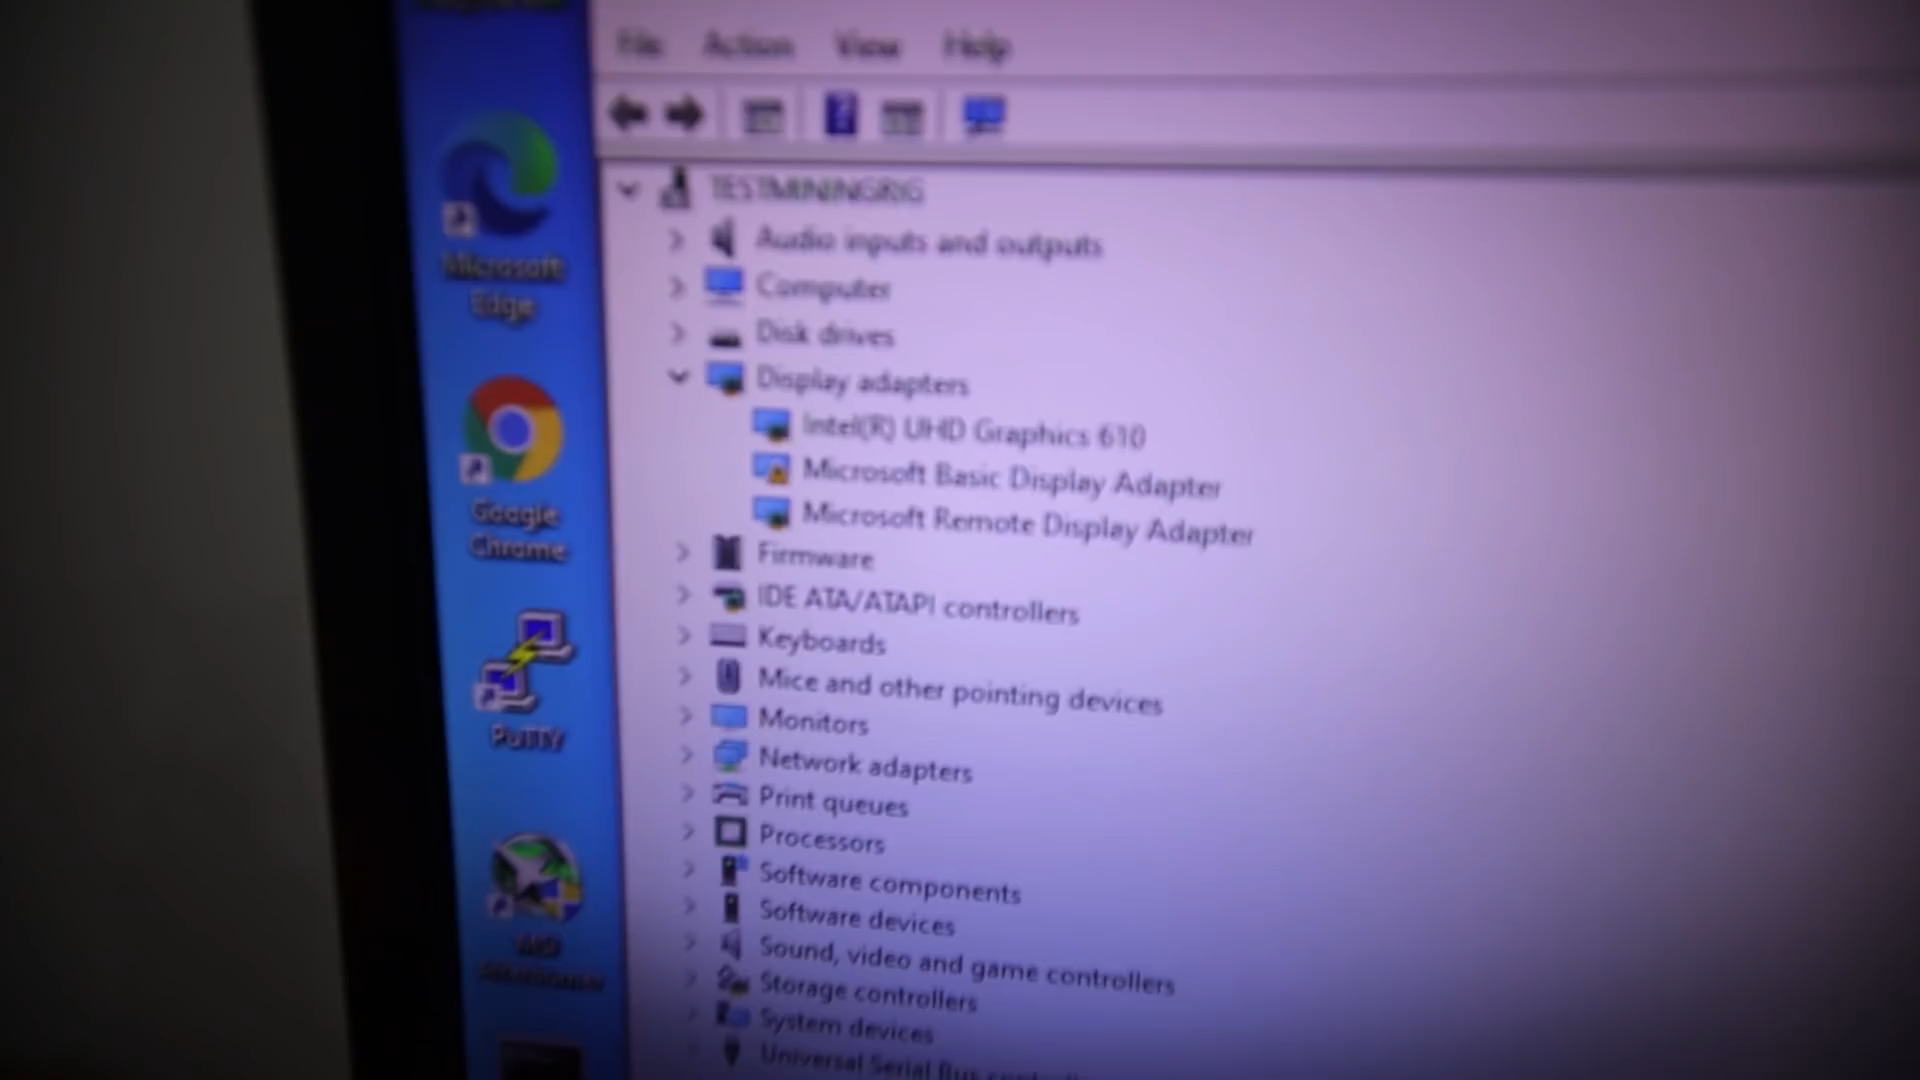 File Action View Help
TESTMININGRIG
Audio inputs and outputs
Computer
Disk drives
Display adapters
Intel(R) UHD Graphics 610
Microsoft Basic Display Adapter
Microsoft Remote Display Adapter
Firmware
IDE ATA/ATAPI controllers
Keyboards
Mice and other pointing devices
Monitors
Network adapters
Print queues
Processors
Software components
Software devices
Sound, video and game controllers
Storage controllers
System devices
Universal Serial Bus
Microsoft
Edge
Google
Chrome
PuTTY